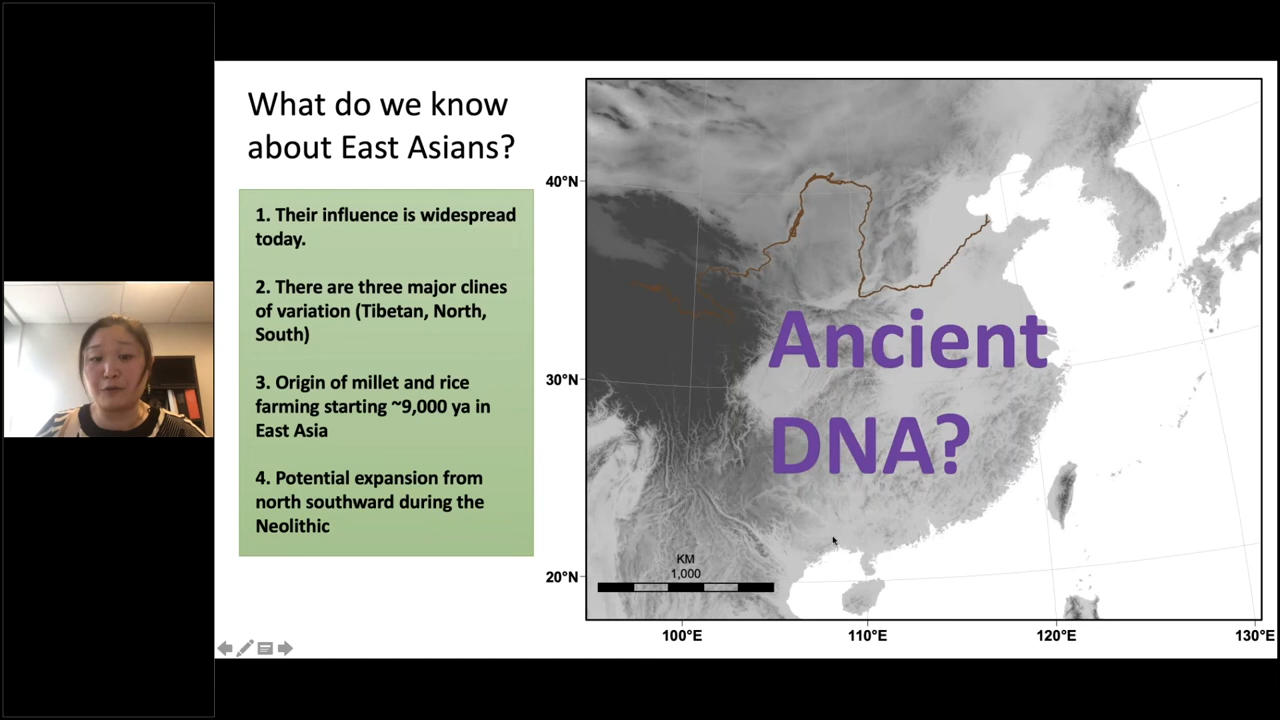 What do we know
about East Asians?
1. Their influence is widespread
today.
2. There are three major clines
of variation (Tibetan, North,
South)
3. Origin of millet and rice
farming starting ~9,000 ya in
East Asia
4. Potential expansion from
north southward during the
Neolithic
40°N
30°N
20°N
Ancient
DNA?
KM
1,000
100°E
110°E
120°E
130°E